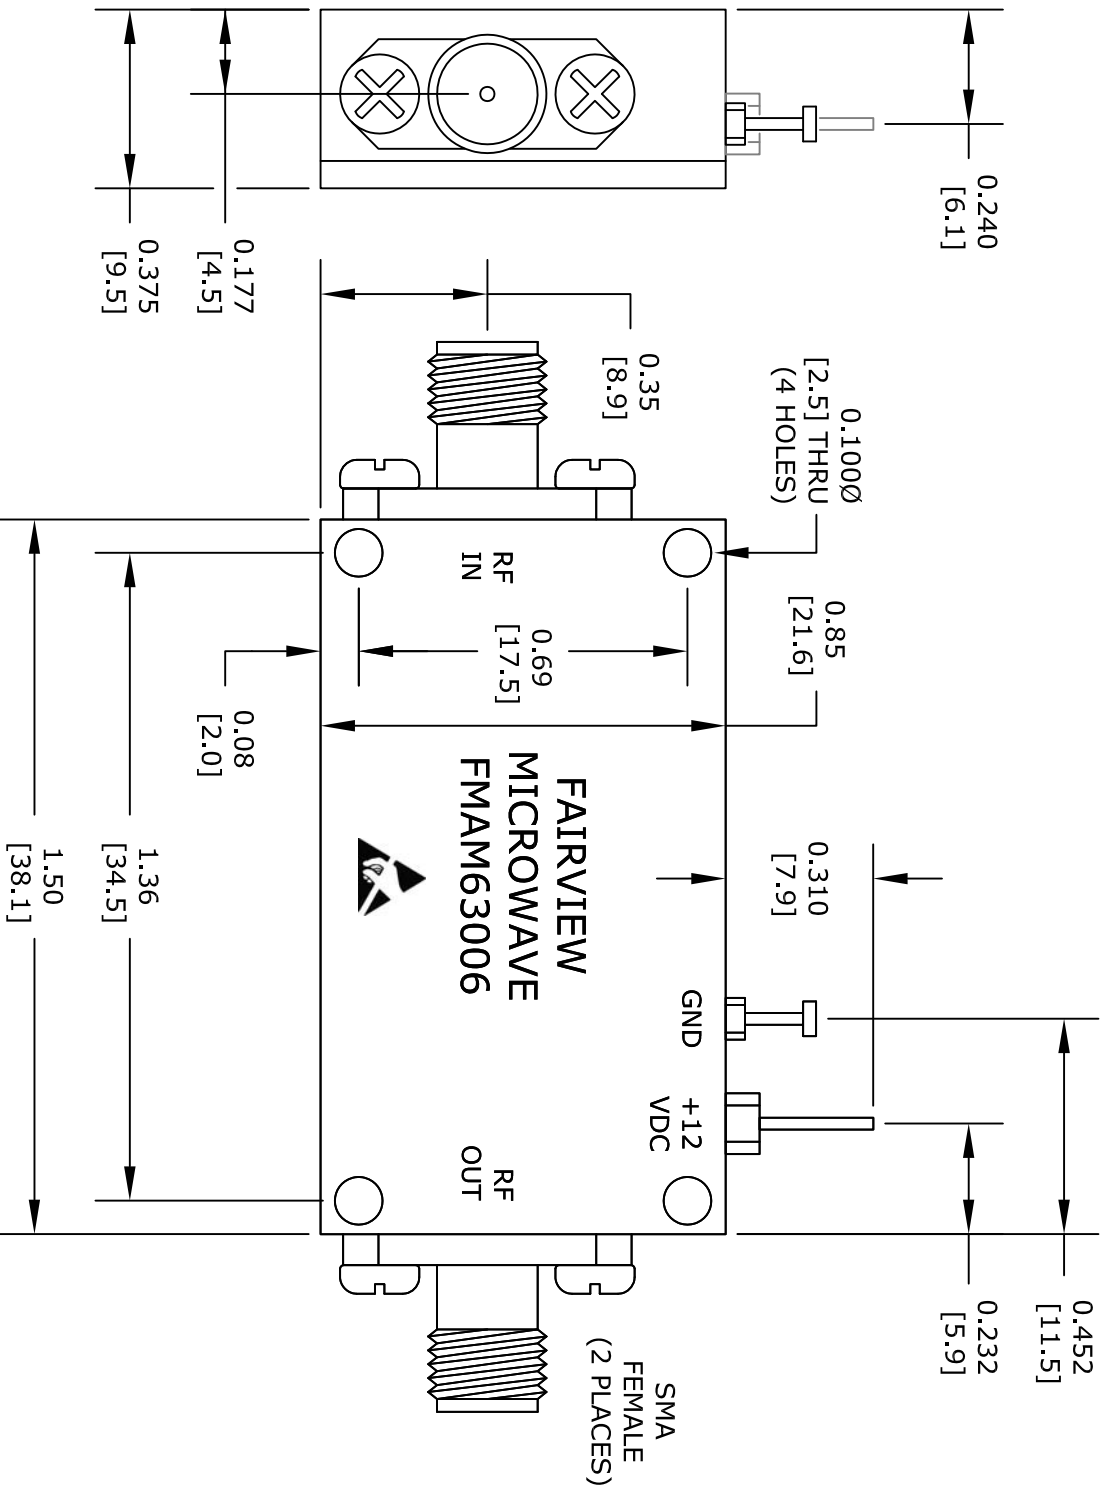 0.240
[6.1]
0.177
[4.5]
0.375
[9.5]
0.452
[11.5]
0.232
[5.9]
0.310
[7.9]
0.100Ø
[2.5] THRU
(4 HOLES)
0.85
[21.6]
0.35
[8.9]
GND
+12
VDC
RF
IN
0.69
[17.5]
FAIRVIEW
MICROWAVE
FMAM63006
RF
OUT
SMA
FEMALE
(2 PLACES)
0.08
[2.0]
1.36
[34.5]
1.50
[38.1]